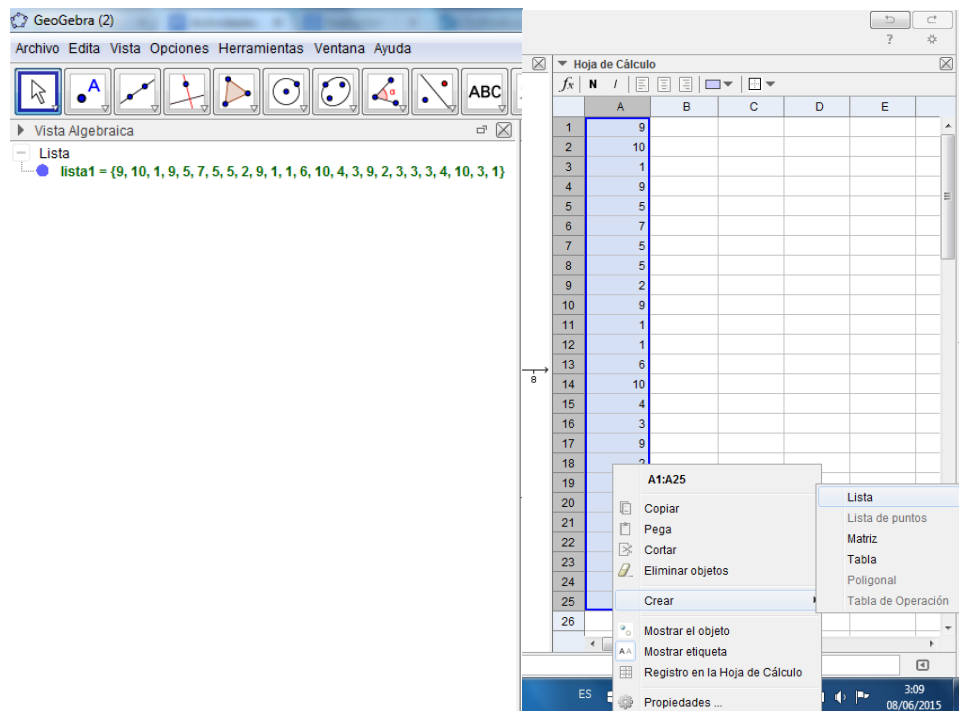 GeoGebra (2)
Archivo Edita Vista Opciones Herramientas Ventana Ayuda
A
α
ABC
Vista Algebraica
Lista
lista1 = {9, 10, 1, 9, 5, 7, 5, 5, 2, 9, 1, 1, 6, 10, 4, 3, 9, 2, 3, 3, 3, 4, 10, 3, 1}
?
Hoja de Cálculo
fx N I
A B C D E
1 9
2 10
3 1
4 9
5 5
6 7
7 5
8 5
9 2
10 9
11 1
12 1
13 6
14 10
15 4
16 3
17 9
18 2
19
20
21
22
23
24
25
26
8
A1:A25
Copiar
Pega
Cortar
Eliminar objetos
Crear
AA
Mostrar el objeto
Mostrar etiqueta
Registro en la Hoja de Cálculo
Propiedades ...
Lista
Lista de puntos
Matriz
Tabla
Poligonal
Tabla de Operación
ES
3:09
08/06/2015